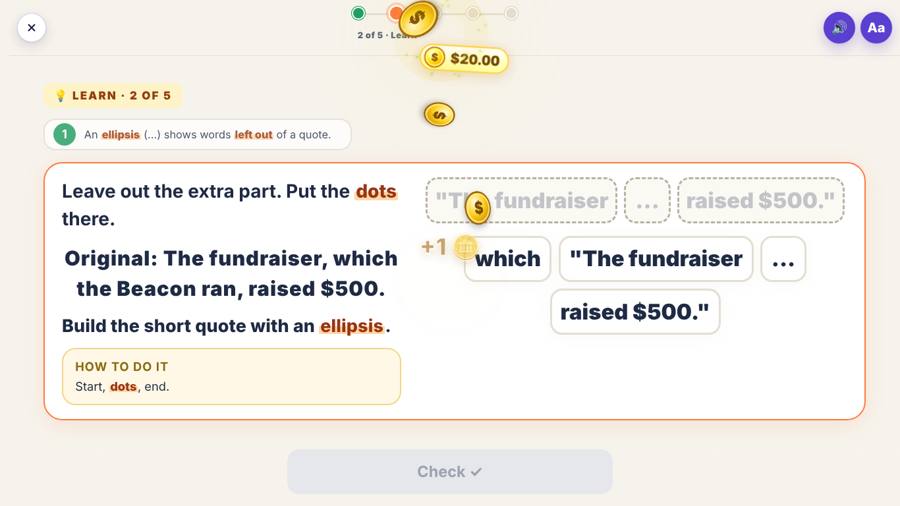 2 of 5 · Learn
$20.00
Aa
💡 LEARN · 2 OF 5
1 An ellipsis (...) shows words left out of a quote.
Leave out the extra part. Put the dots
there.
Original: The fundraiser, which
the Beacon ran, raised $500.
Build the short quote with an ellipsis.
HOW TO DO IT
Start, dots, end.
"The fundraiser ... raised $500."
+1
which "The fundraiser ...
raised $500."
Check ✓